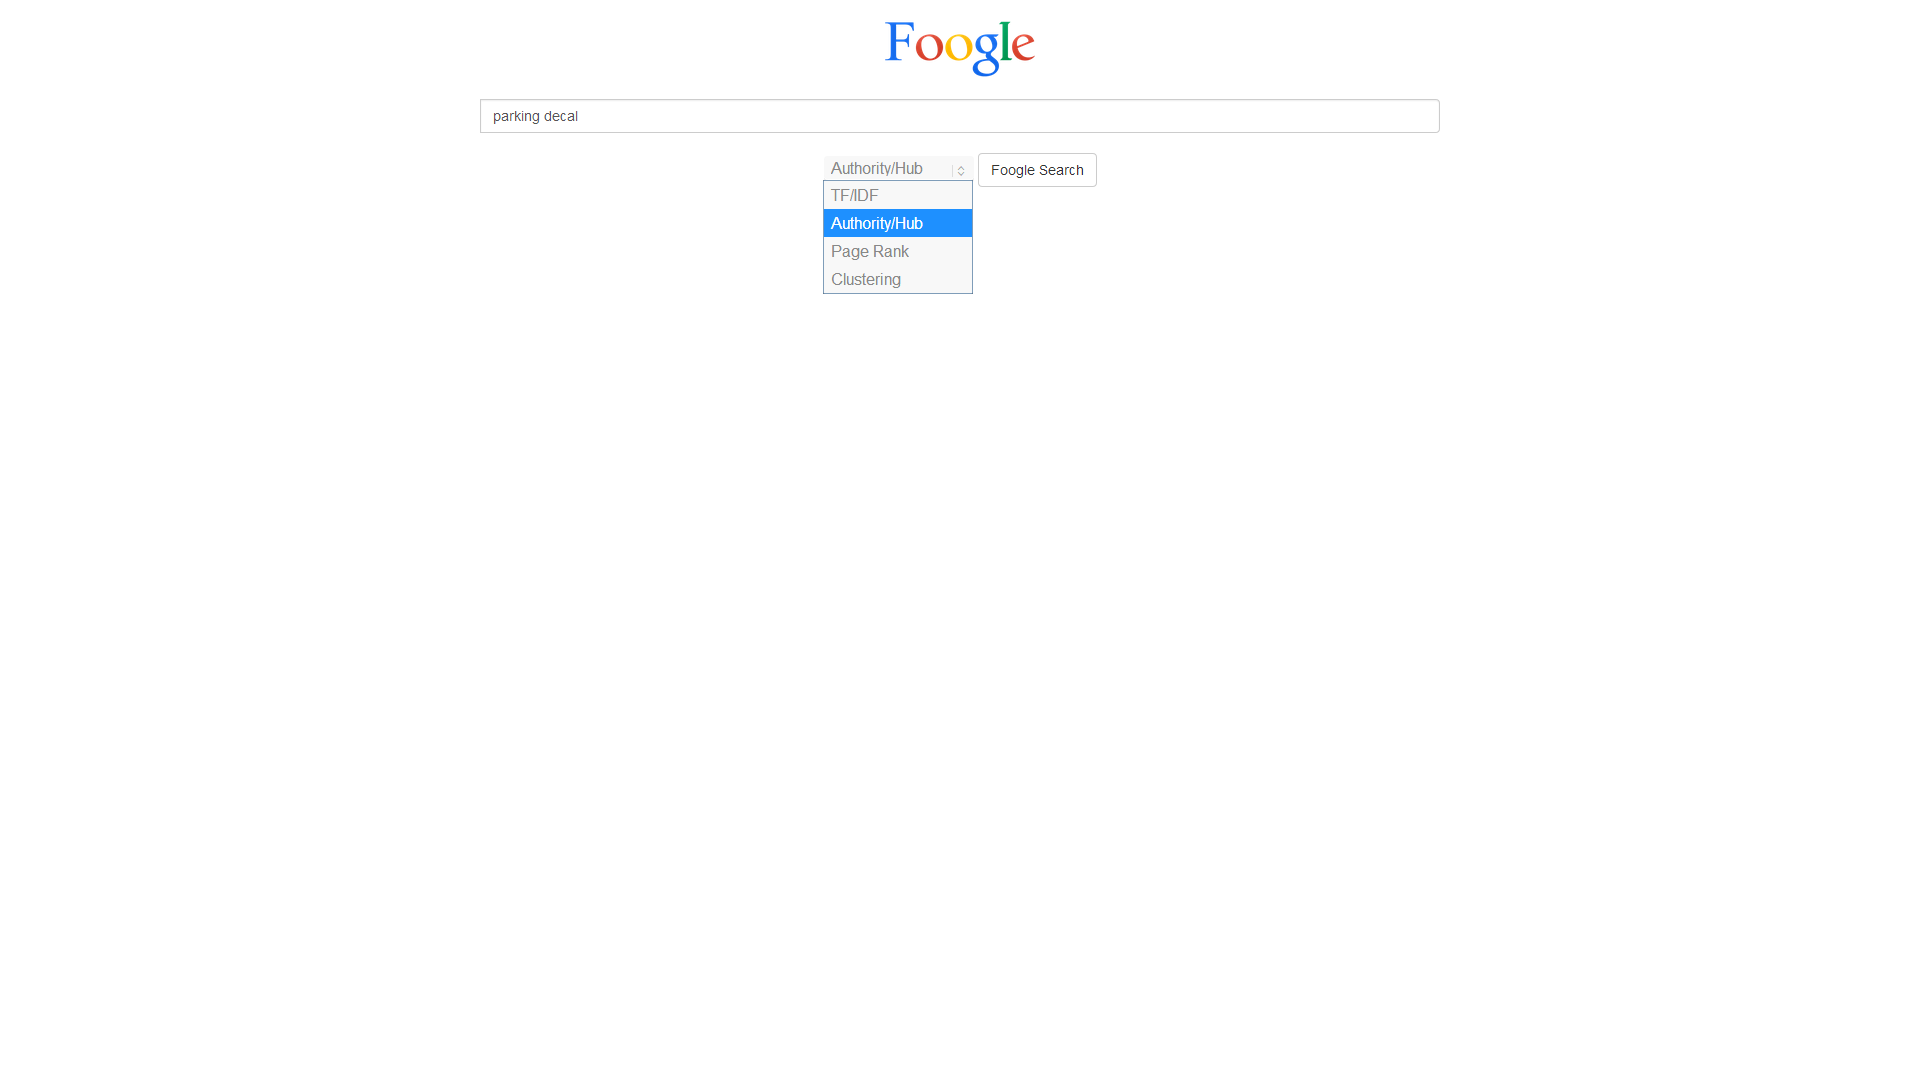 Foogle
parking decal
Authority/Hub
Foogle Search
TF/IDF
Authority/Hub
Page Rank
Clustering